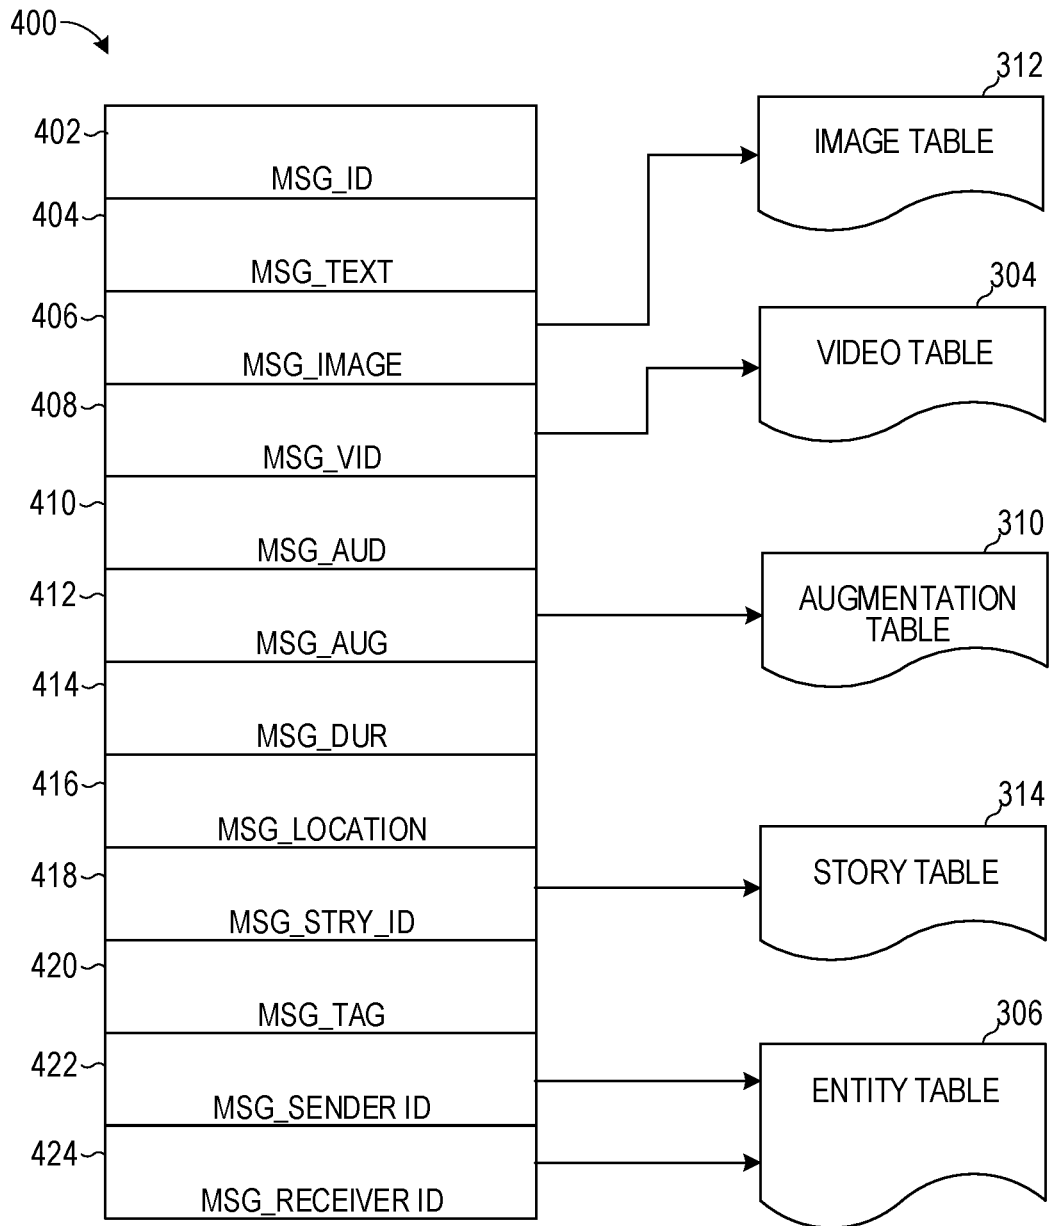 400
402
MSG_ID
404
MSG_TEXT
406
MSG_IMAGE
408
MSG_VID
410
MSG_AUD
412
MSG_AUG
414
MSG_DUR
416
MSG_LOCATION
418
MSG_STRY_ID
420
MSG_TAG
422
MSG_SENDER ID
424
MSG_RECEIVER ID
312
IMAGE TABLE
304
VIDEO TABLE
310
AUGMENTATION
TABLE
314
STORY TABLE
306
ENTITY TABLE